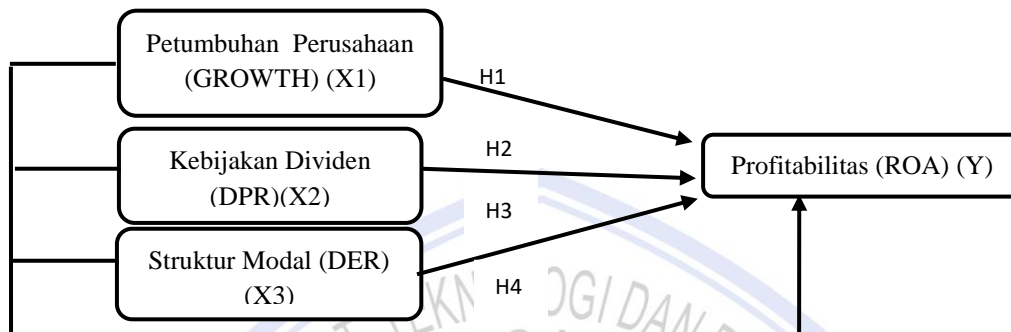 Petumbuhan Perusahaan
(GROWTH) (X1)
H1
Kebijakan Dividen
(DPR)(X2)
H2
Profitabilitas (ROA) (Y)
H3
Struktur Modal (DER)
(X3)
H4